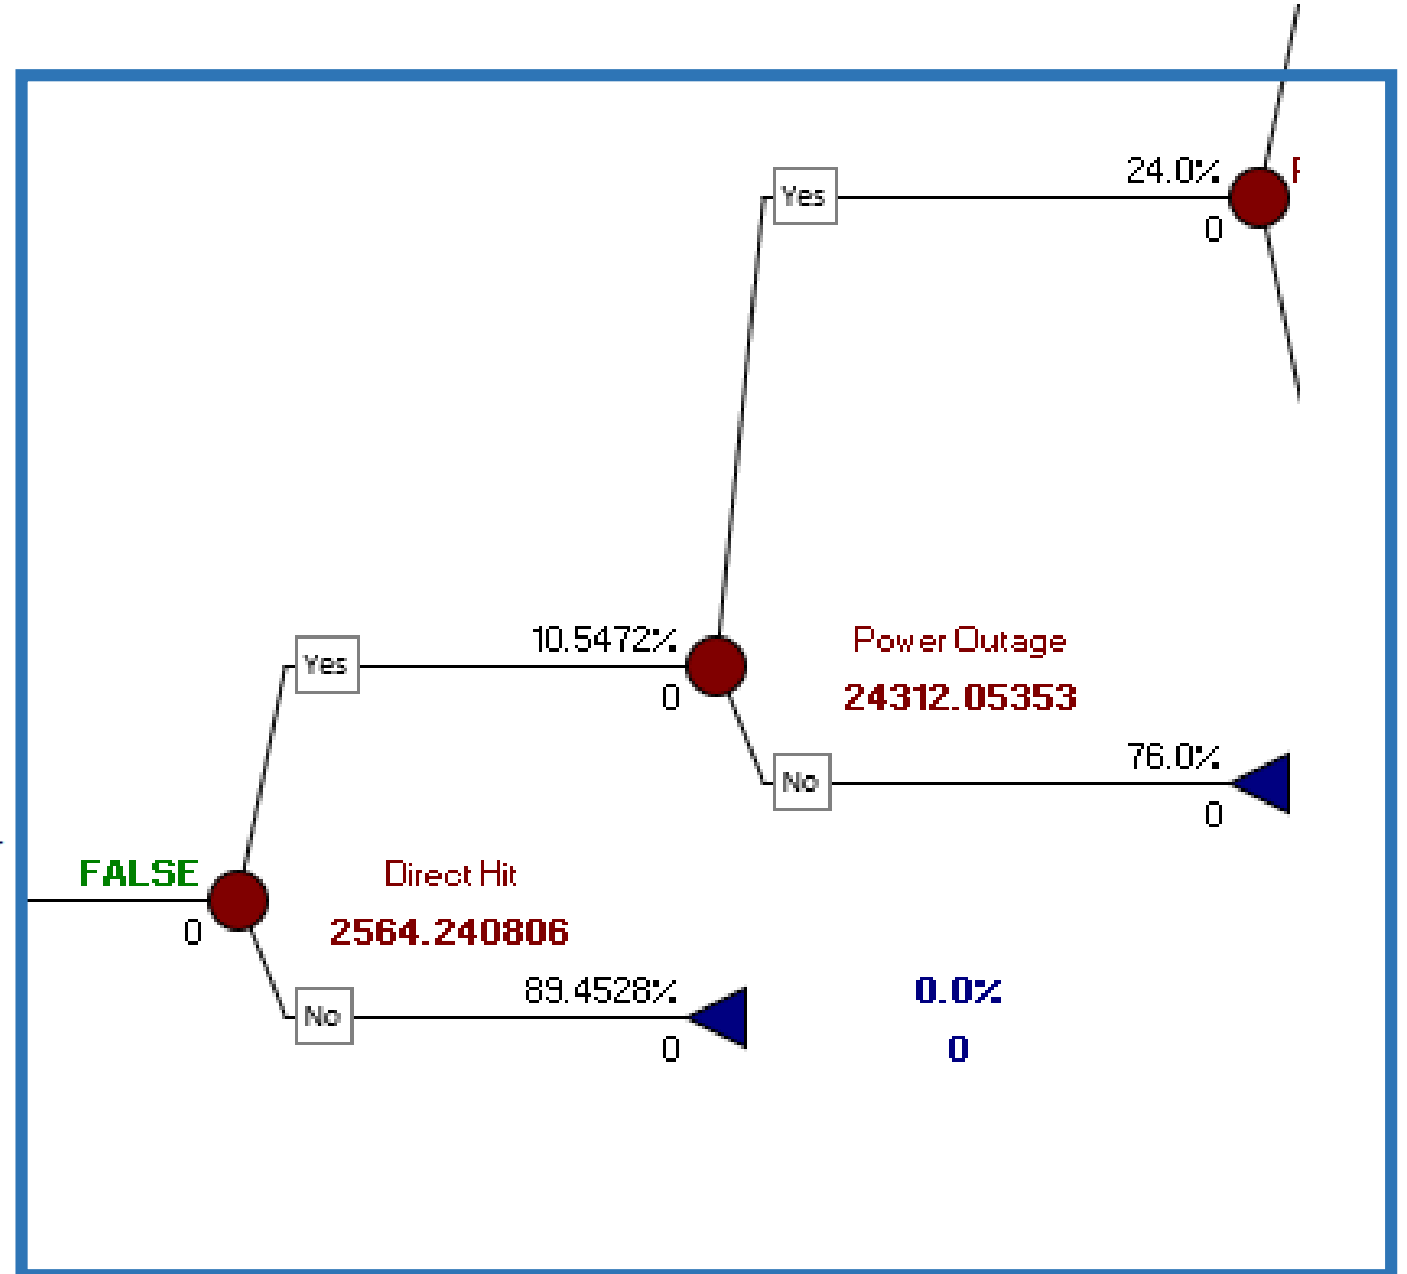 24.0%
Yes
0
10.5472%
Power Outage
Yes
0
24312.05353
76.0%
No
0
FALSE
Direct Hit
0
2564.240806
89.4528%
0.0%
No
0
0